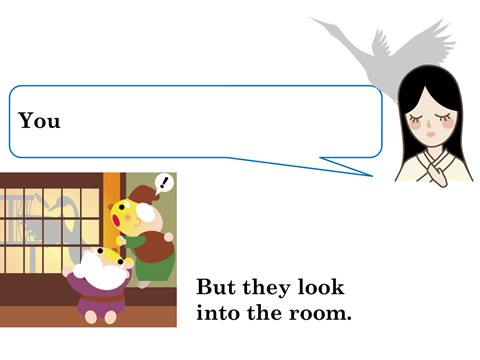 You
!
But they look
into the room.